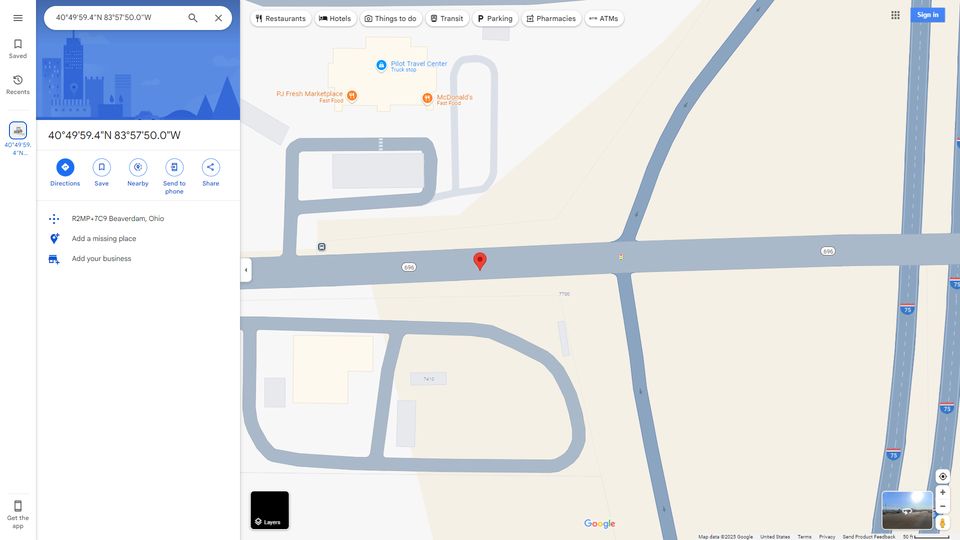 40°49'59.4"N 83°57'50.0"W
Restaurants
Hotels
Things to do
Transit
Parking
Pharmacies
ATMs
Sign in
Saved
Recents
40°49'59.
4"N...
40°49'59.4"N 83°57'50.0"W
Directions
Save
Nearby
Send to
phone
Share
R2MP+7C9 Beaverdam, Ohio
Add a missing place
Add your business
Get the
app
Pilot Travel Center
Truck stop
PJ Fresh Marketplace
Fast Food
McDonald's
Fast Food
696
696
75
75
75
75
7410
Layers
Google
Map data ©2025 Google
United States
Terms
Privacy
Send Product Feedback
50 ft